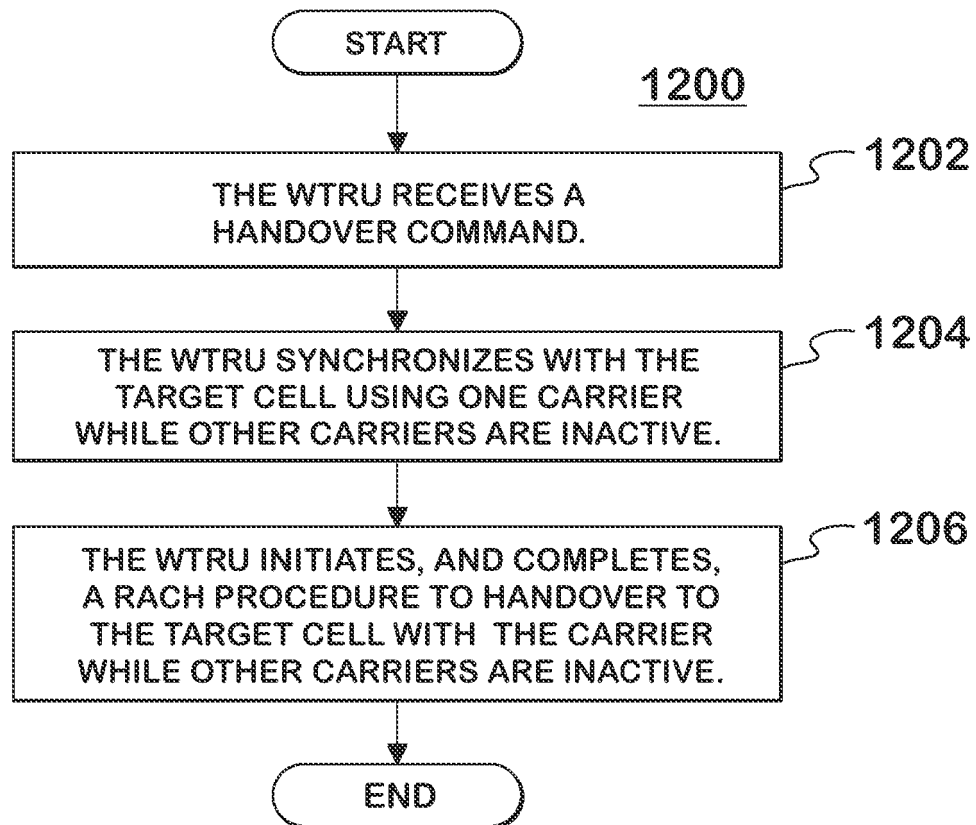 START
1200
1202
THE WTRU RECEIVES A
HANDOVER COMMAND.
1204
THE WTRU SYNCHRONIZES WITH THE
TARGET CELL USING ONE CARRIER
WHILE OTHER CARRIERS ARE INACTIVE.
1206
THE WTRU INITIATES, AND COMPLETES,
A RACH PROCEDURE TO HANDOVER TO
THE TARGET CELL WITH THE CARRIER
WHILE OTHER CARRIERS ARE INACTIVE.
END